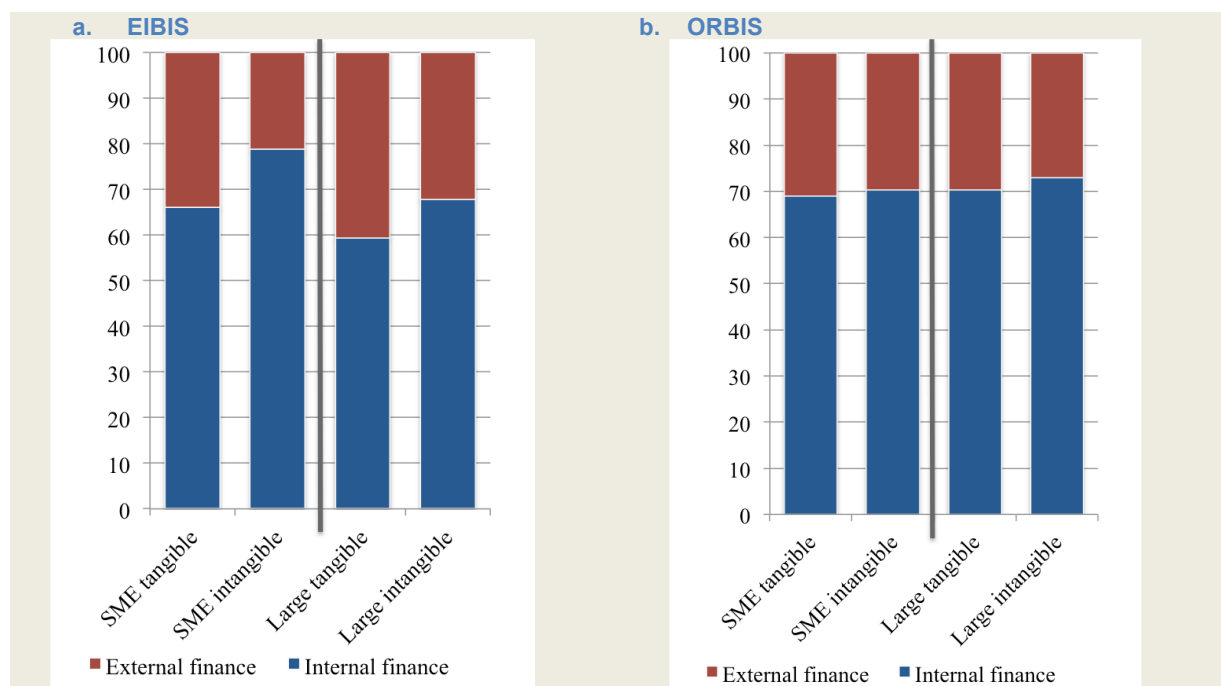 a. EIBIS
100
90
80
70
60
50
40
30
20
10
0
SME tangible
SME intangible
Large tangible
Large intangible
External finance Internal finance
b. ORBIS
100
90
80
70
60
50
40
30
20
10
0
SME tangible
SME intangible
Large tangible
Large intangible
External finance Internal finance